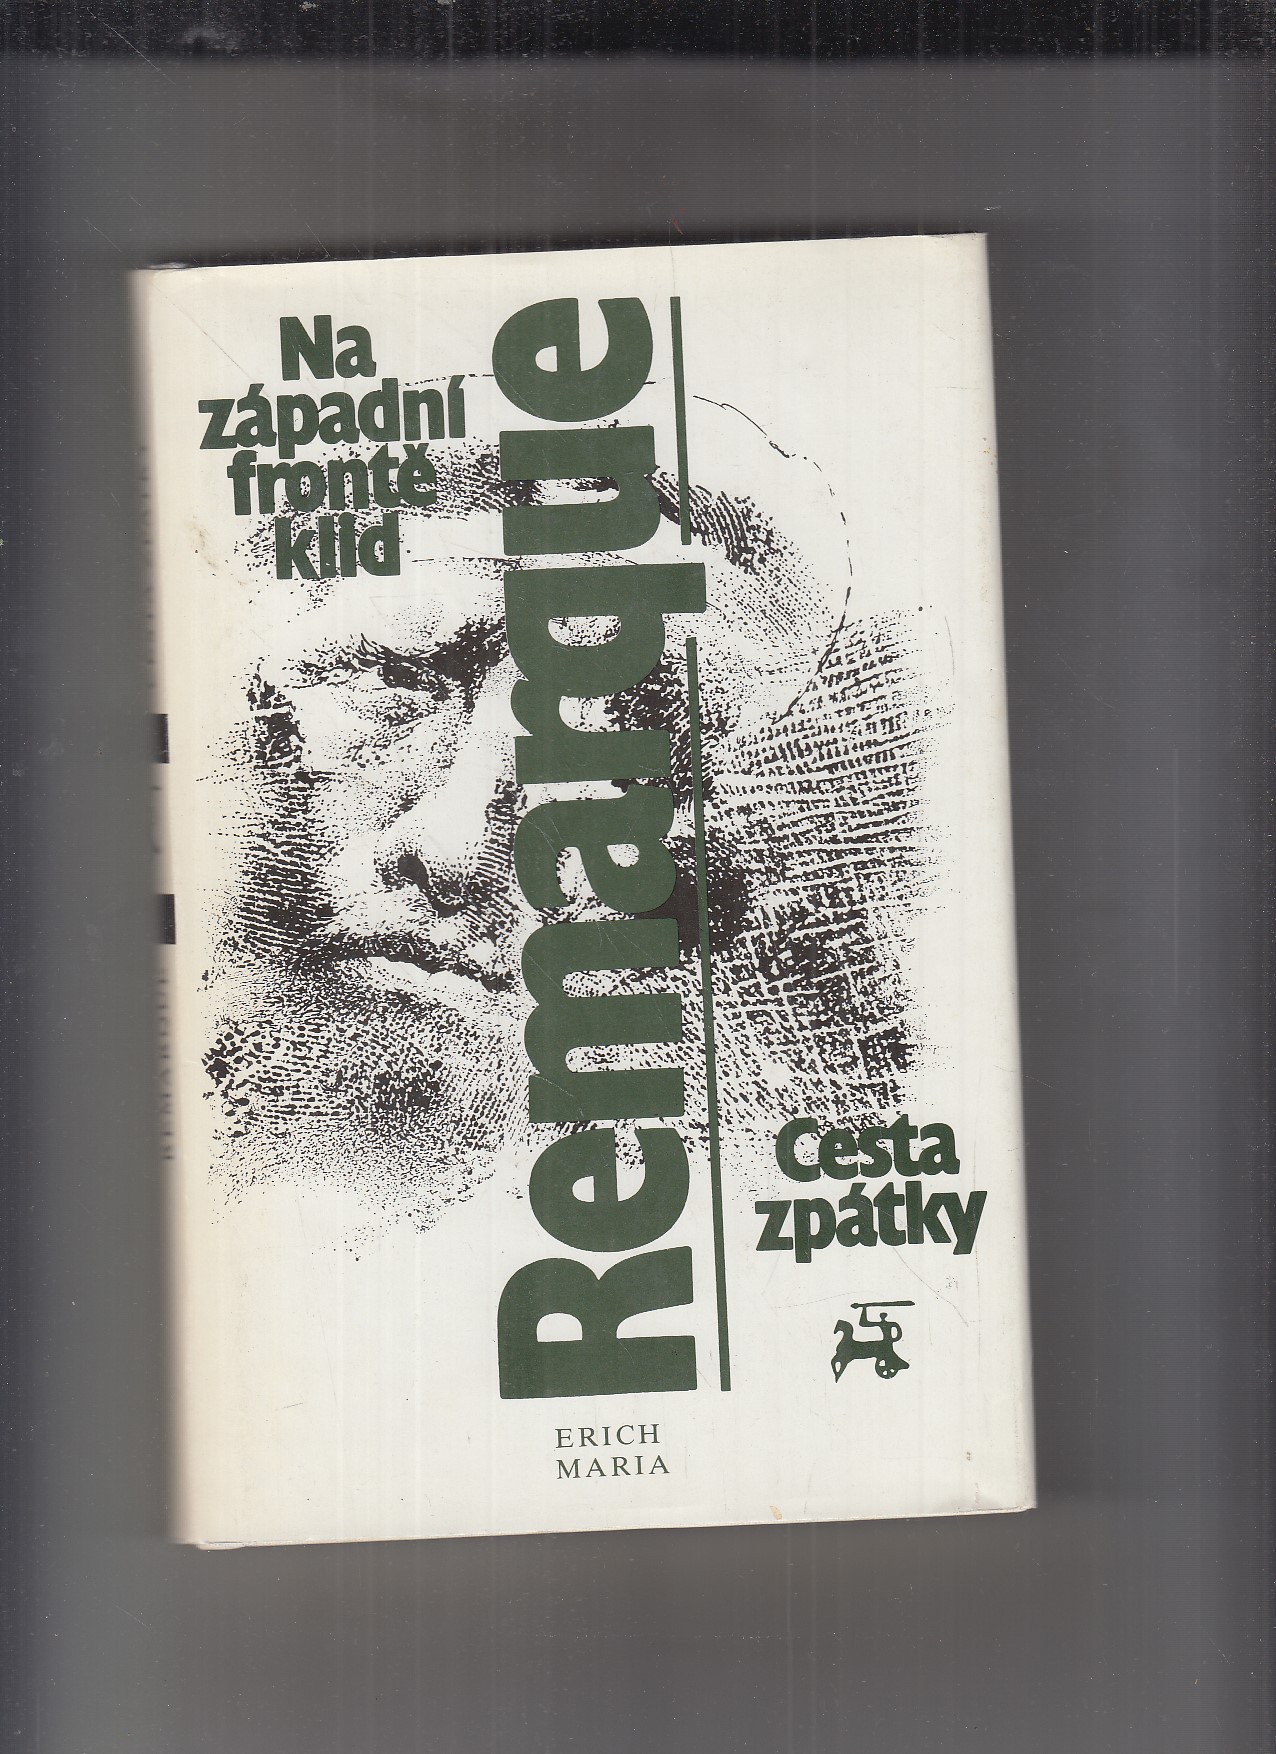 Na
západní
frontě
klid
Remarque
Cesta
zpátky
ERICH
MARIA